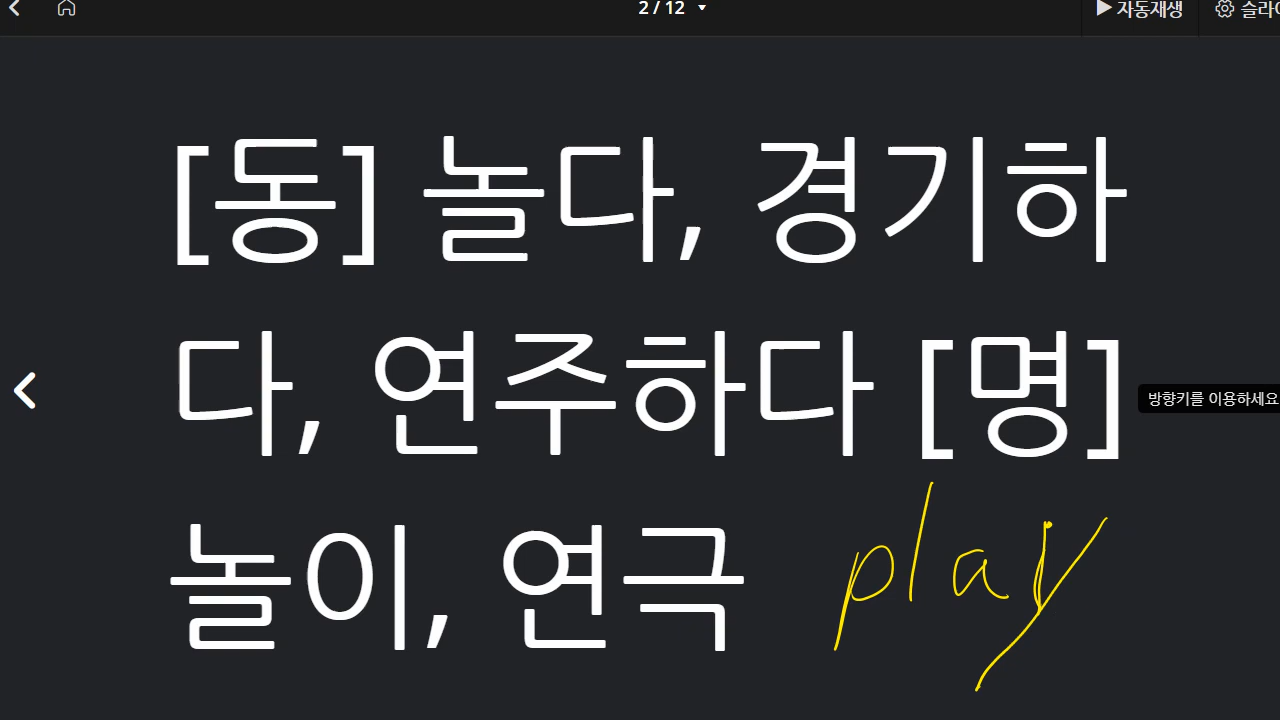 2 / 12
자동재생
[동] 놀다, 경기하
다, 연주하다 [명]
방향키를 이용하세요
놀이, 연극
play